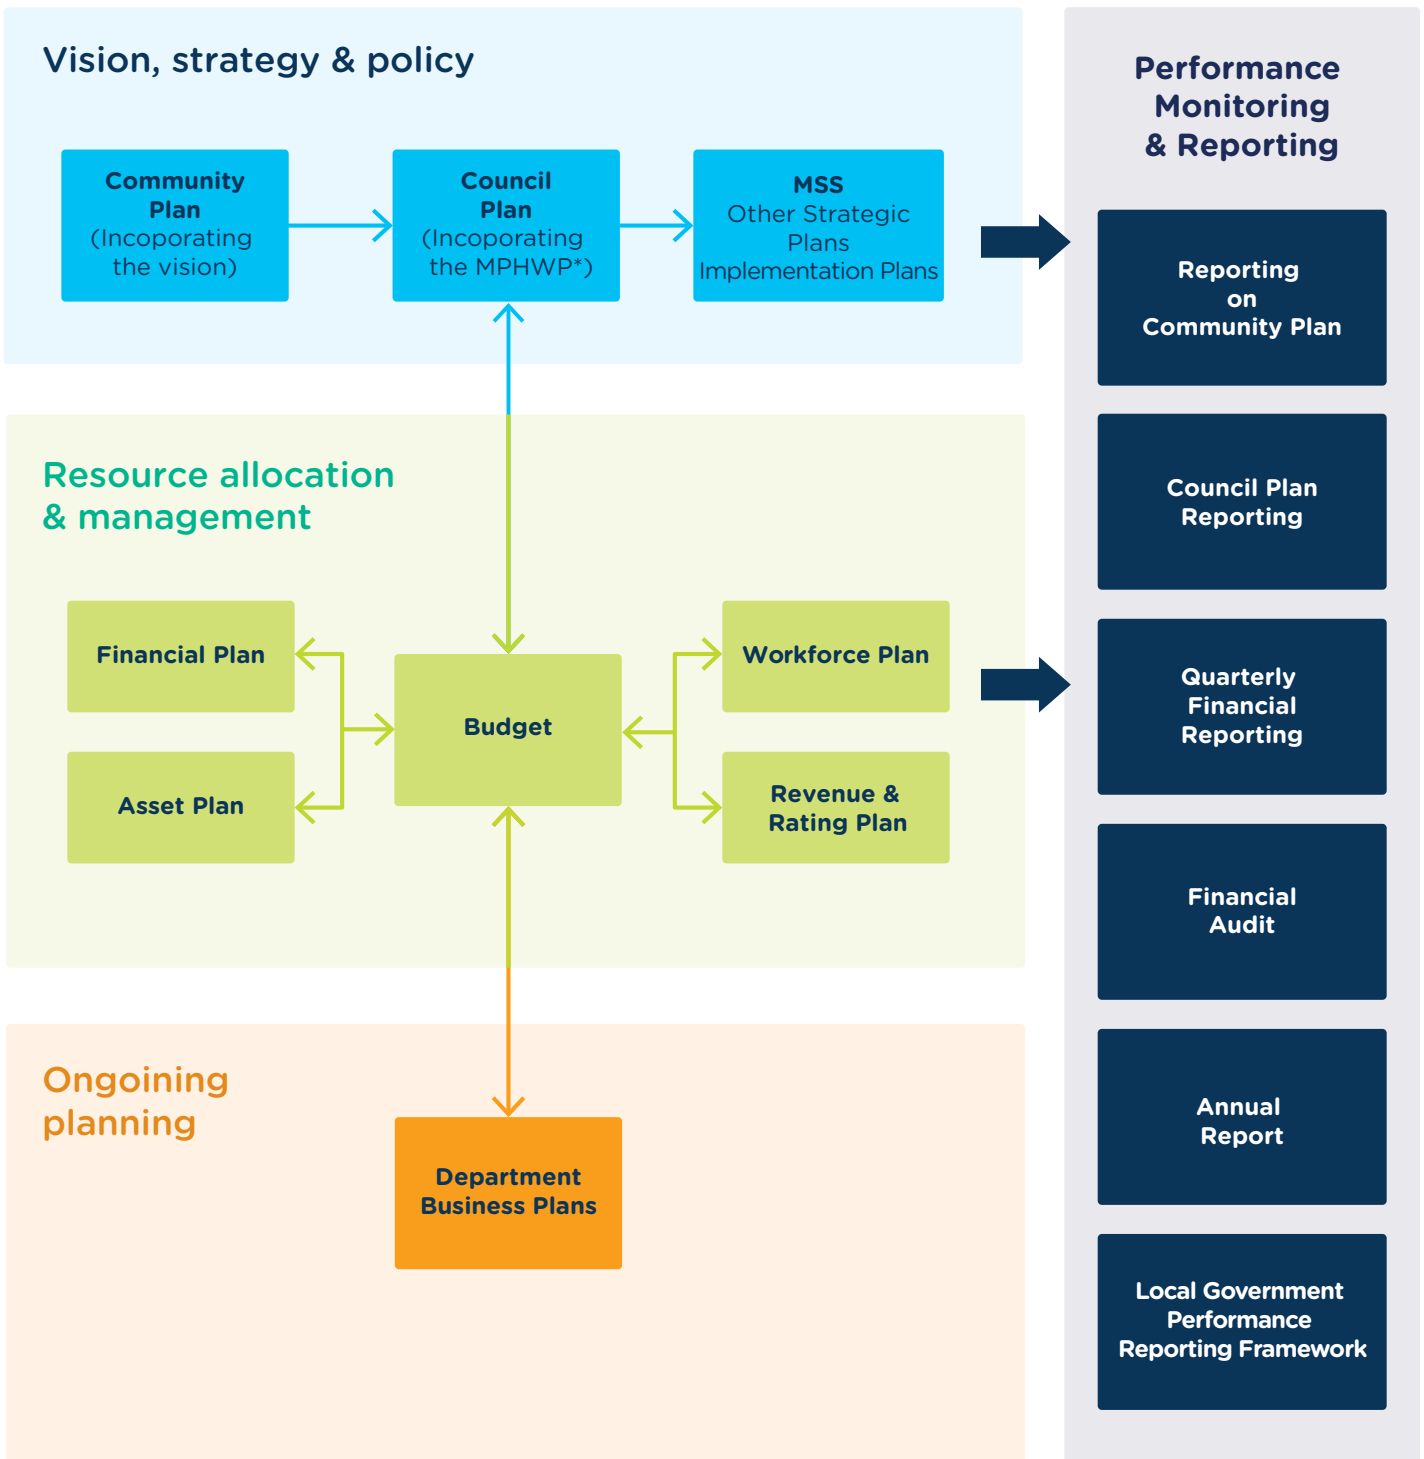 Vision, strategy & policy
Community
Plan
(Incoporating
the vision)
Council
Plan
(Incoporating
the MPHWP*)
MSS
Other Strategic
Plans
Implementation Plans
Resource allocation
& management
Financial Plan
Asset Plan
Budget
Workforce Plan
Revenue &
Rating Plan
Ongoining
planning
Department
Business Plans
Performance
Monitoring
& Reporting
Reporting
on
Community Plan
Council Plan
Reporting
Quarterly
Financial
Reporting
Financial
Audit
Annual
Report
Local Government
Performance
Reporting Framework